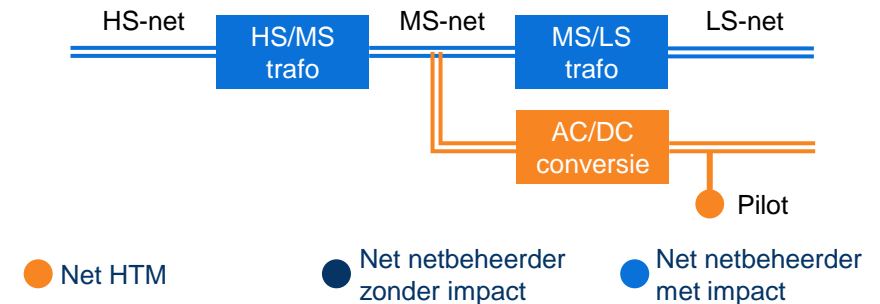 HS-net
MS-net
LS-net
HS/MS
trafo
MS/LS
trafo
AC/DC
conversie
Pilot
Net HTM
Net netbeheerder
zonder impact
Net netbeheerder
met impact